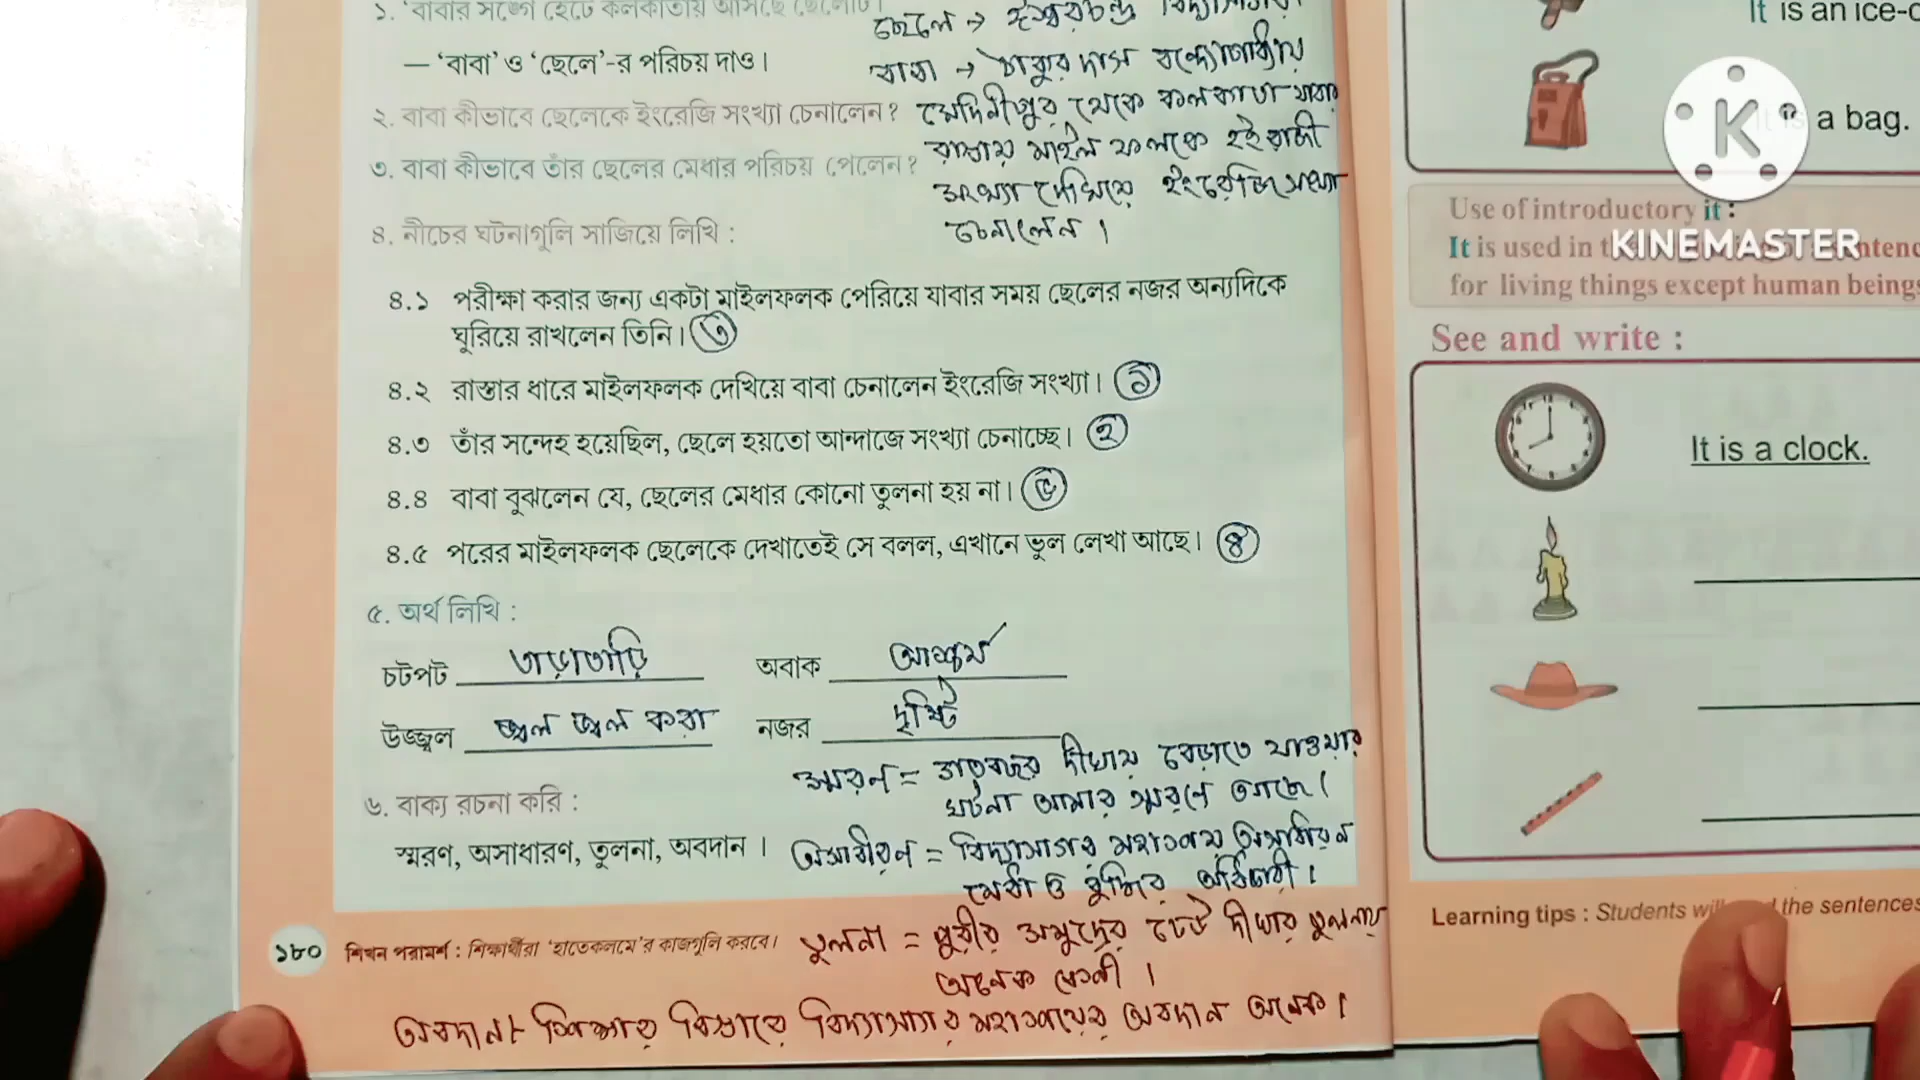 ১. 'বাবার সঙ্গে হেঁটে কলকাতায় আসছে ছেলেটি।'
ছেলে → ঈশ্বরচন্দ্র বিদ্যাসাগর
— 'বাবা' ও 'ছেলে'-র পরিচয় দাও।
বাবা → ঠাকুরদাস বন্দ্যোপাধ্যায়
২. বাবা কীভাবে ছেলেকে ইংরেজি সংখ্যা চেনালেন?
মেদিনীপুর থেকে কলকাতা যাবার
রাস্তায় মাইল ফলকে ইংরাজী
সংখ্যা দেখিয়ে ইংরেজি সংখ্যা
চেনালেন।
৩. বাবা কীভাবে তাঁর ছেলের মেধার পরিচয় পেলেন?
৪. নীচের ঘটনাগুলি সাজিয়ে লিখি :
৪.১ পরীক্ষা করার জন্য একটা মাইলফলক পেরিয়ে যাবার সময় ছেলের নজর অন্যদিকে
ঘুরিয়ে রাখলেন তিনি। ৩
৪.২ রাস্তার ধারে মাইলফলক দেখিয়ে বাবা চেনালেন ইংরেজি সংখ্যা। ১
৪.৩ তাঁর সন্দেহ হয়েছিল, ছেলে হয়তো আন্দাজে সংখ্যা চেনাচ্ছে। ২
৪.৪ বাবা বুঝলেন যে, ছেলের মেধার কোনো তুলনা হয় না। ৫
৪.৫ পরের মাইলফলক ছেলেকে দেখাতেই সে বলল, এখানে ভুল লেখা আছে। ৪
৫. অর্থ লিখি :
চটপট তাড়াতাড়ি অবাক আশ্চর্য
উজ্জ্বল জ্বল জ্বল করা নজর দৃষ্টি
৬. বাক্য রচনা করি :
স্মরণ, অসাধারণ, তুলনা, অবদান।
স্মরণ = দীঘায় বেড়াতে যাওয়ার
ঘটনা আমার স্মরণে আছে।
অসাধারণ = বিদ্যাসাগর মহাশয় অসাধারন
মেধা ও বুদ্ধির অধিকারী।
তুলনা = পুরীর সমুদ্রের ঢেউ দীঘার তুলনায়
অনেক বেশী।
অবদান - শিক্ষার বিস্তারে বিদ্যাসাগর মহাশয়ের অবদান অনেক।
১৮০ শিখন পরামর্শ : শিক্ষার্থীরা 'হাতেকলমে'র কাজগুলি করবে।
It is an ice-c
a bag.
K
KINEMASTER
Use of introductory it :
It is used in
for living things except human beings
See and write :
It is a clock.
Learning tips : Students the sentences